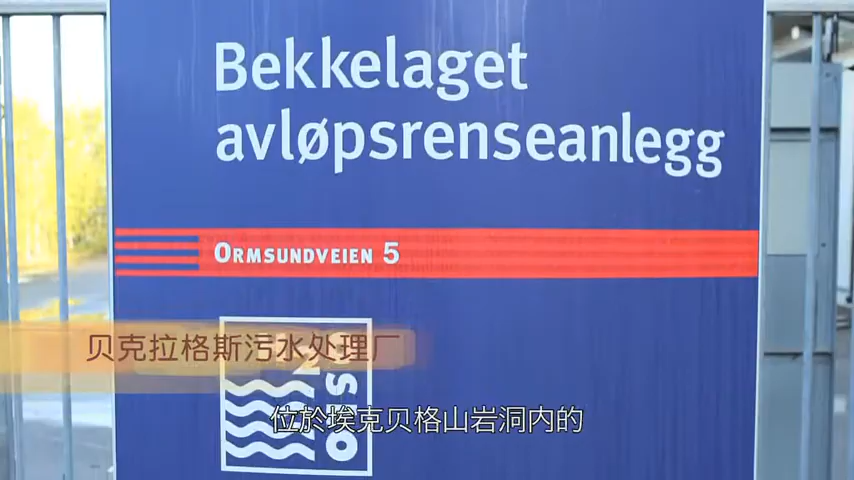 Bekkelaget
avløpsrenseanlegg
ORMSUNDVEIEN 5
贝克拉格斯污水处理厂
位於埃克贝格山岩洞内的